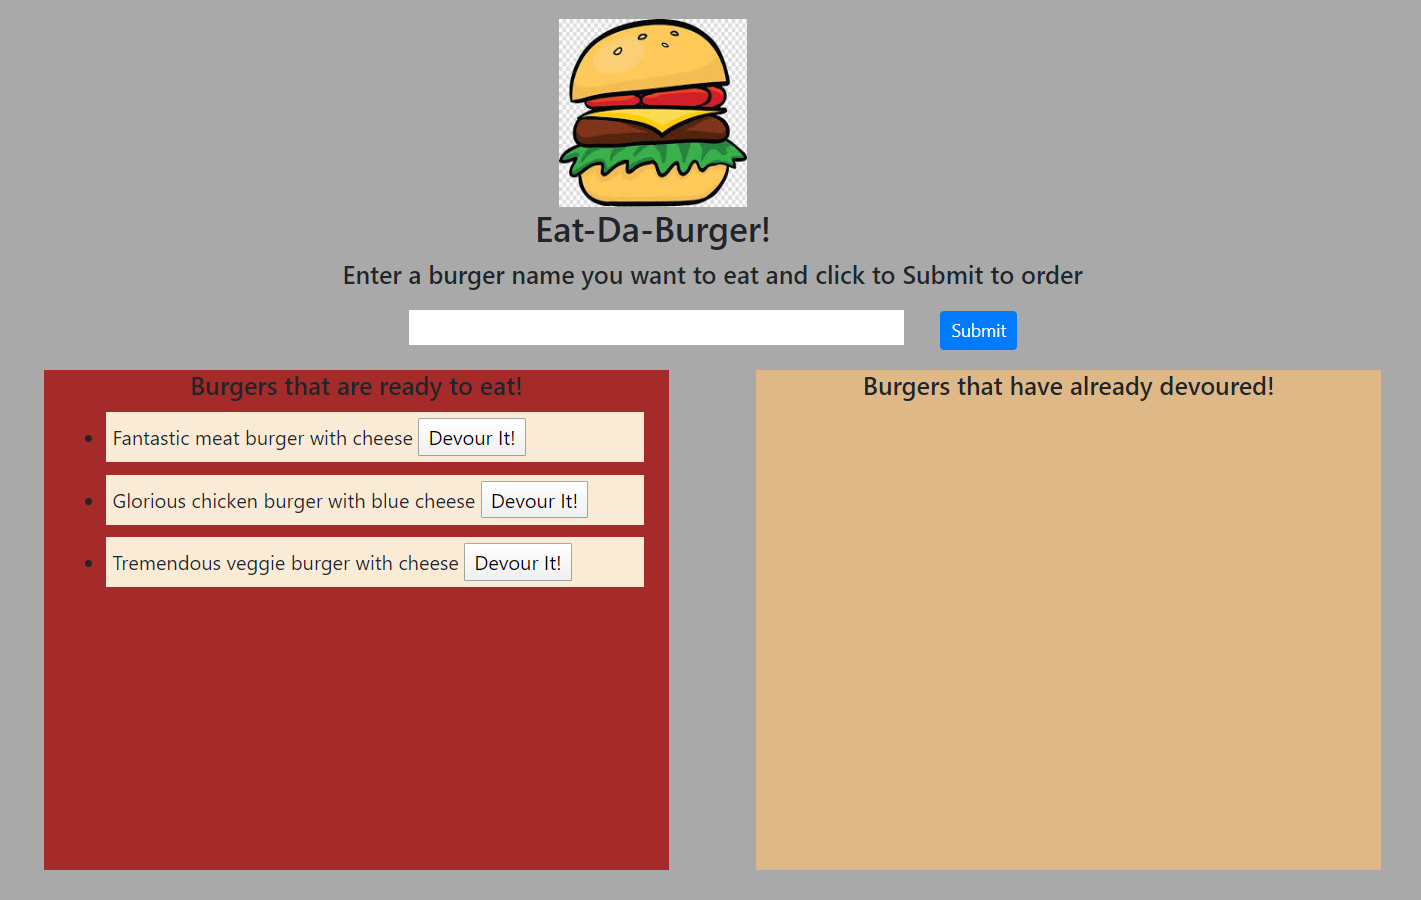 Eat-Da-Burger!
Enter a burger name you want to eat and click to Submit to order
Submit
Burgers that are ready to eat!
Fantastic meat burger with cheese Devour It!
Glorious chicken burger with blue cheese Devour It!
Tremendous veggie burger with cheese Devour It!
Burgers that have already devoured!